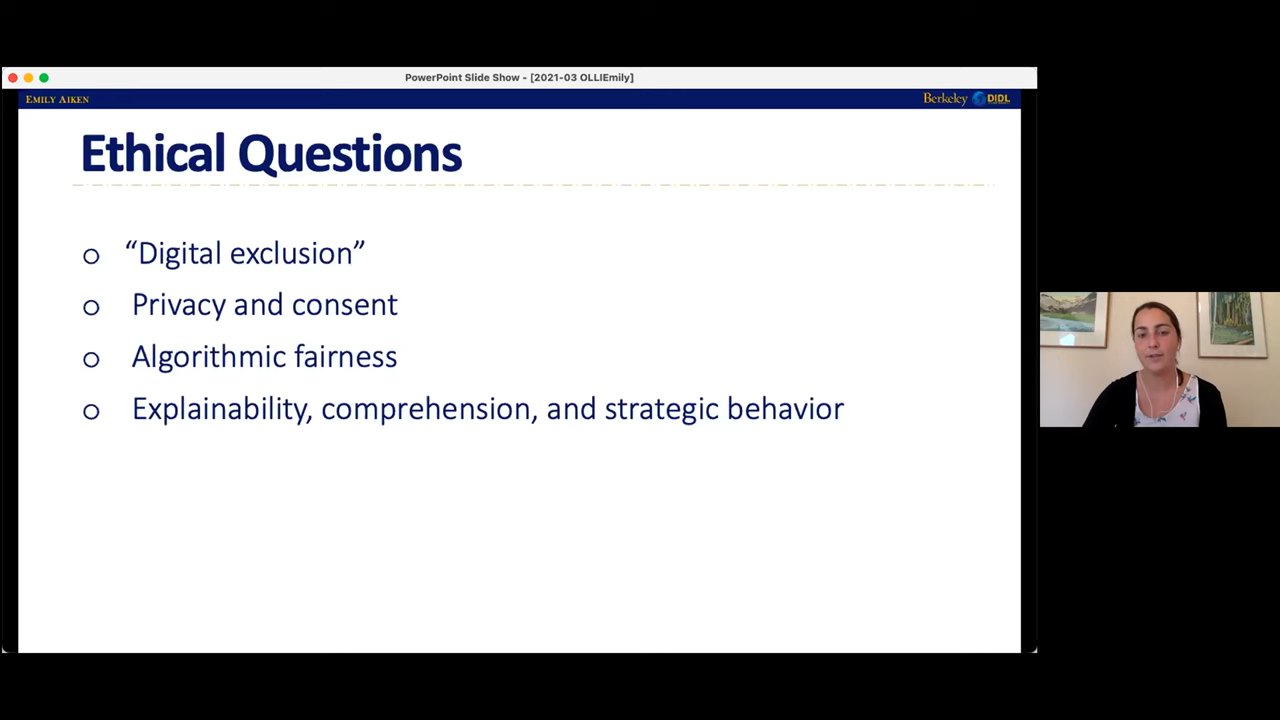 PowerPoint Slide Show - [2021-03 OLLIEmily]
EMILY AIKEN
Berkeley DIDL
Ethical Questions
“Digital exclusion”
Privacy and consent
Algorithmic fairness
Explainability, comprehension, and strategic behavior